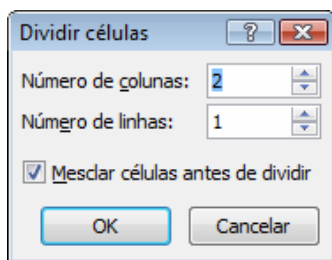 Dividir células
Número de colunas: 2
Número de linhas: 1
Mesclar células antes de dividir
OK Cancelar